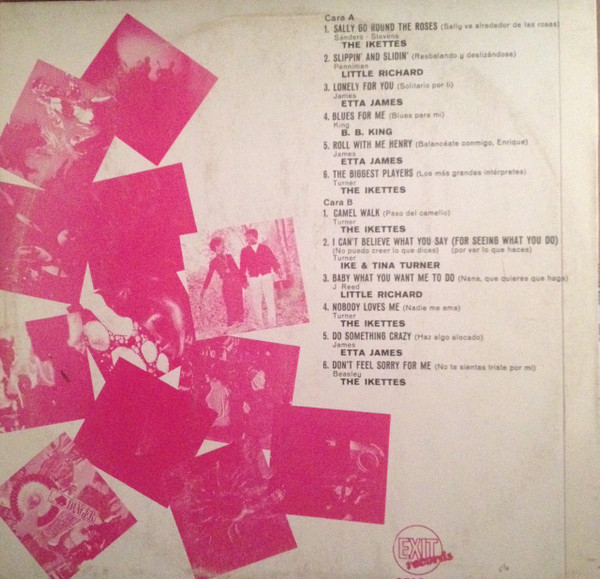 Cara A
1. SALLY GO ROUND THE ROSES (Sally va alrededor de las rosas)
Sanders - Stevens
THE IKETTES
2. SLIPPIN' AND SLIDIN' (Resbalando y deslizándose)
Penniman
LITTLE RICHARD
3. LONELY FOR YOU (Solitario por ti)
James
ETTA JAMES
4. BLUES FOR ME (Blues para mi)
King
B. B. KING
5. ROLL WITH ME HENRY (Balancéate conmigo, Enrique)
James
ETTA JAMES
6. THE BIGGEST PLAYERS (Los más grandes intérpretes)
Turner
THE IKETTES
Cara B
1. CAMEL WALK (Paso del camello)
Turner
THE IKETTES
2. I CAN'T BELIEVE WHAT YOU SAY (FOR SEEING WHAT YOU DO)
(No puedo creer lo que dices) (por ver lo que haces)
Turner
IKE & TINA TURNER
3. BABY WHAT YOU WANT ME TO DO (Nena, que quieres que haga)
J Reed
LITTLE RICHARD
4. NOBODY LOVES ME (Nadie me ama)
Turner
THE IKETTES
5. DO SOMETHING CRAZY (Haz algo alocado)
James
ETTA JAMES
6. DON'T FEEL SORRY FOR ME (No te sientas triste por mi)
Beasley
THE IKETTES
EXIT
records